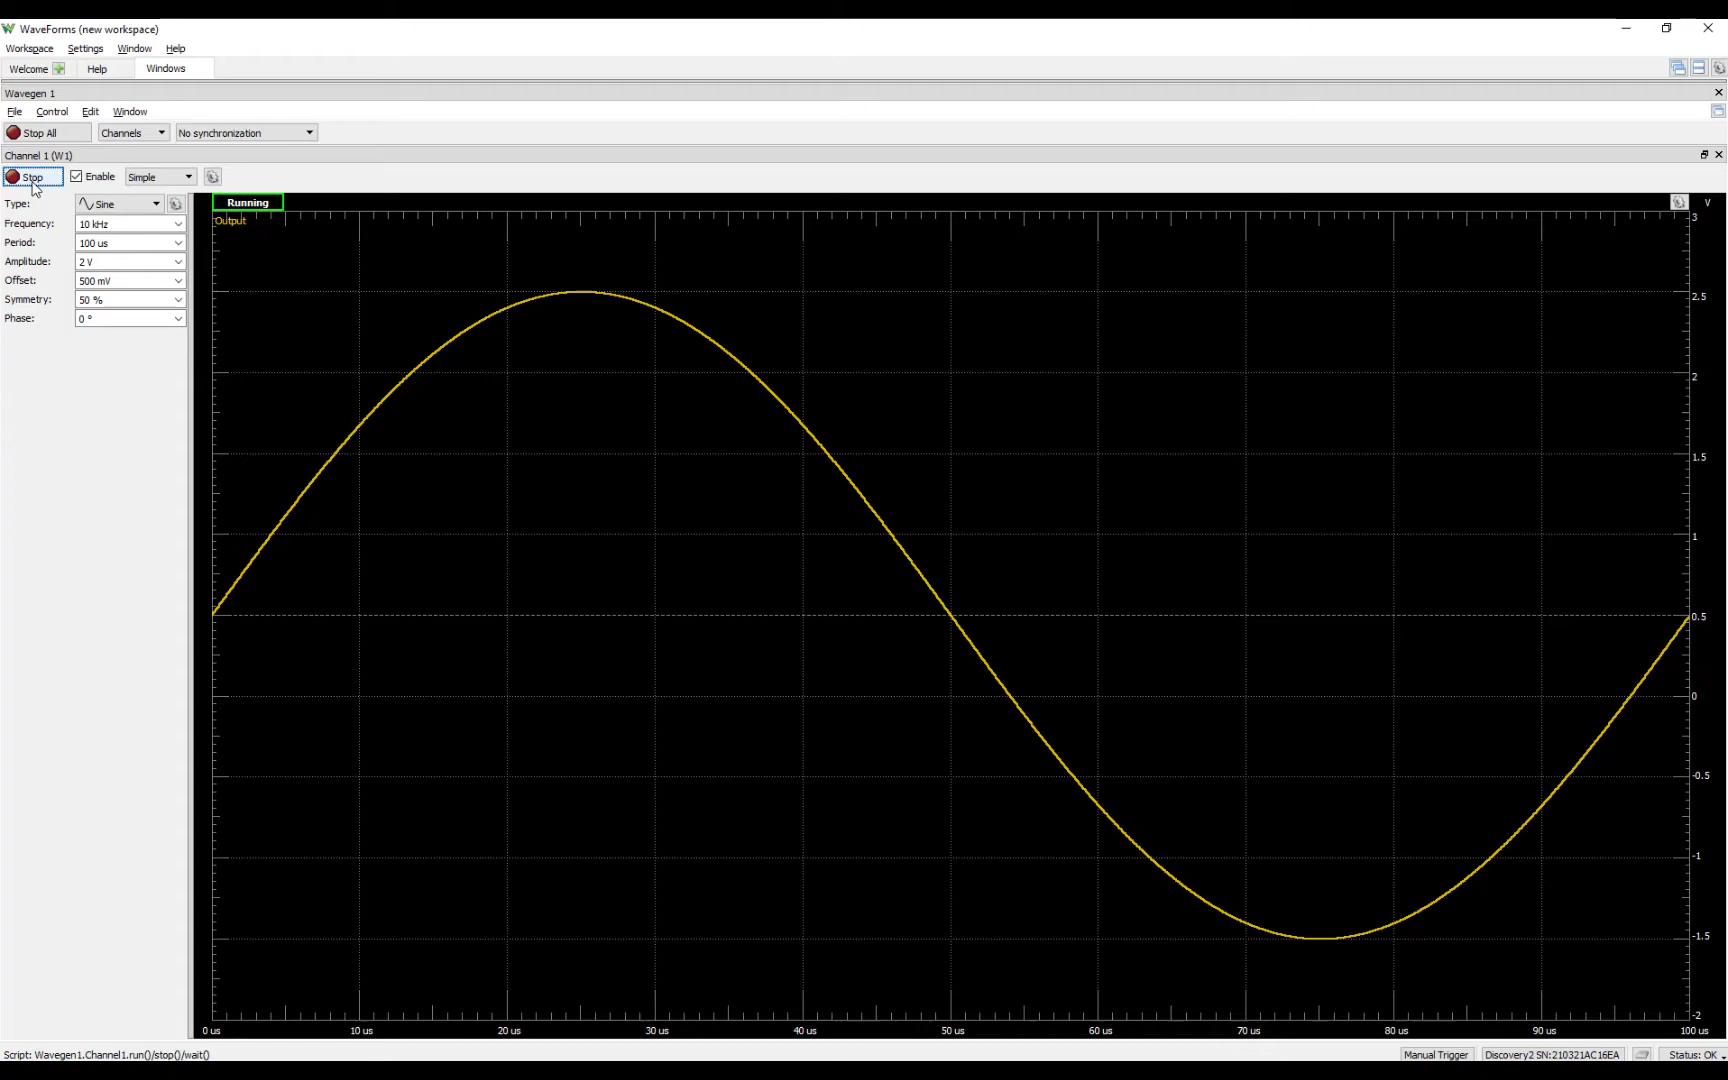 WaveForms (new workspace)
Workspace Settings Window Help
Welcome Help Windows
Wavegen 1
File Control Edit Window
Stop All Channels No synchronization
Channel 1 (W1)
Stop Enable Simple
Type: Sine
Running
V
Frequency: 10 kHz
Output
3
Period: 100 us
Amplitude: 2 V
Offset: 500 mV
Symmetry: 50 %
2.5
Phase: 0 °
2
1.5
1
0.5
0
-0.5
-1
-1.5
-2
0 us 10 us 20 us 30 us 40 us 50 us 60 us 70 us 80 us 90 us 100 us
Script: Wavegen1.Channel1.run()/stop()/wait() Manual Trigger Discovery2 SN:210321AC16EA Status: OK